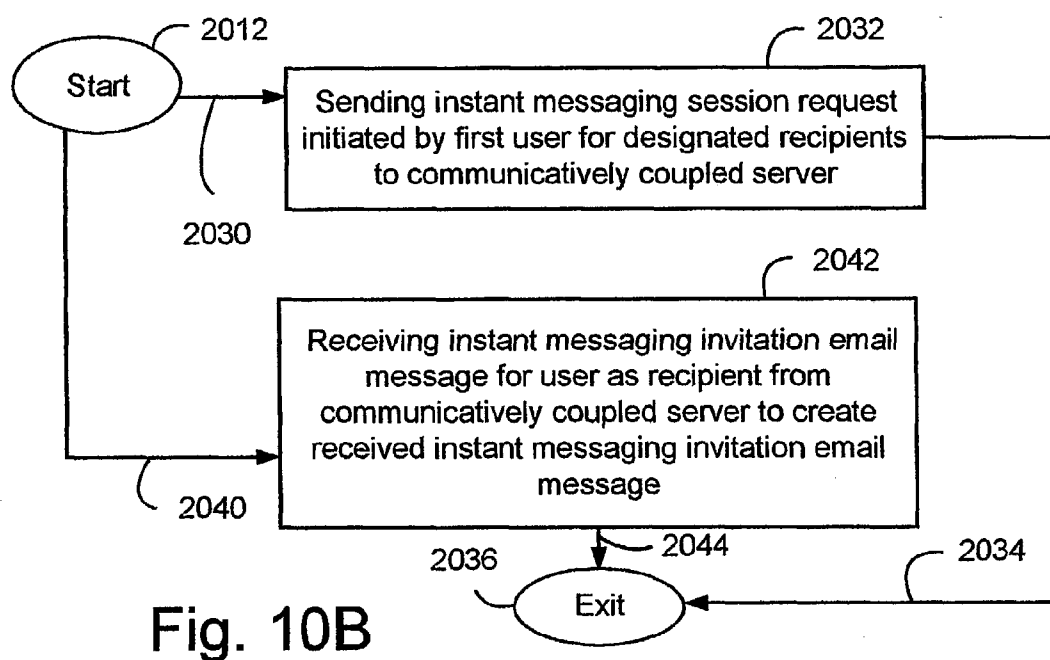 2012
Start
2032
Sending instant messaging session request
initiated by first user for designated recipients
to communicatively coupled server
2030
2042
Receiving instant messaging invitation email
message for user as recipient from
communicatively coupled server to create
received instant messaging invitation email
message
2040
2044
2036
2034
Exit
Fig. 10B